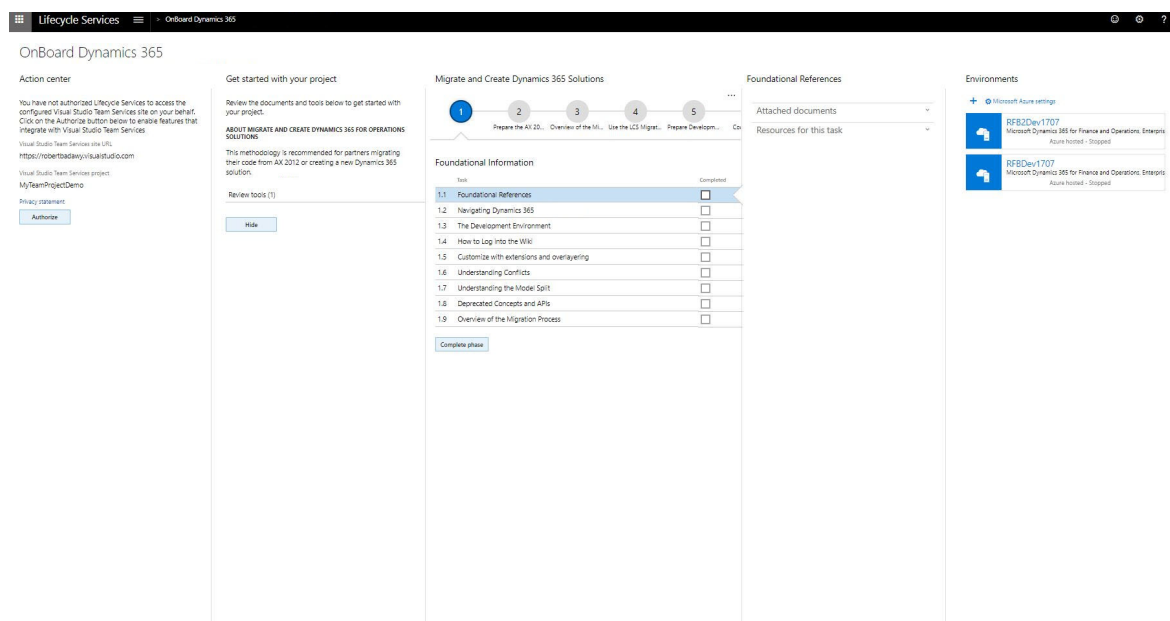 Lifecycle Services
> OnBoard Dynamics 365
?
OnBoard Dynamics 365
Action center
You have not authorized Lifecycle Services to access the
configured Visual Studio Team Services site on your behalf.
Click on the Authorize button below to enable features that
integrate with Visual Studio Team Services
Visual Studio Team Services site URL
https://robertbadawy.visualstudio.com
Visual Studio Team Services project
MyTeamProjectDemo
Privacy statement
Authorize
Get started with your project
Review the documents and tools below to get started with
your project.
ABOUT MIGRATE AND CREATE DYNAMICS 365 FOR OPERATIONS
SOLUTIONS
This methodology is recommended for partners migrating
their code from AX 2012 or creating a new Dynamics 365
solution.
Review tools (1)
Hide
Migrate and Create Dynamics 365 Solutions
...
1 2 3 4 5
Prepare the AX 20... Overview of the Mi... Use the LCS Migrat... Prepare Developm... Co
Foundational Information
Task Completed
1.1 Foundational References
1.2 Navigating Dynamics 365
1.3 The Development Environment
1.4 How to Log into the Wiki
1.5 Customize with extensions and overlayering
1.6 Understanding Conflicts
1.7 Understanding the Model Split
1.8 Deprecated Concepts and APIs
1.9 Overview of the Migration Process
Complete phase
Foundational References
Attached documents
Resources for this task
Environments
+ Microsoft Azure settings
RFB2Dev1707
Microsoft Dynamics 365 for Finance and Operations, Enterpris
Azure hosted - Stopped
RFBDev1707
Microsoft Dynamics 365 for Finance and Operations, Enterpris
Azure hosted - Stopped